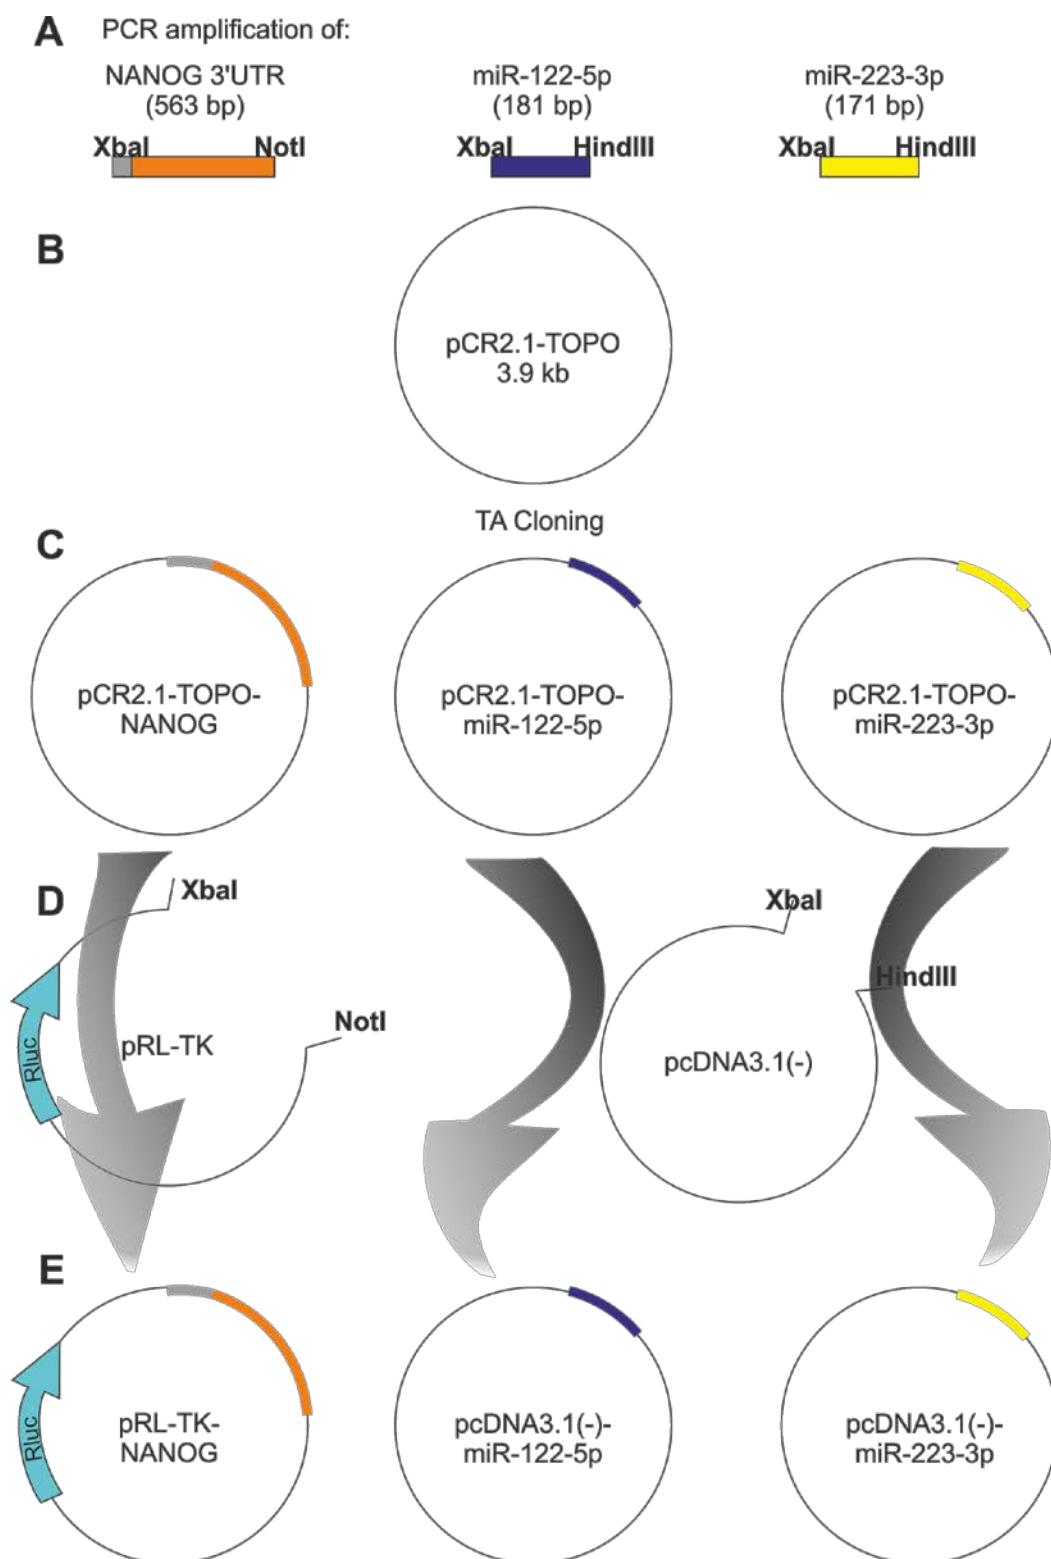 A PCR amplification of:
NANOG 3'UTR
(563 bp)
XbaI NotI
miR-122-5p
(181 bp)
XbaI HindIII
miR-223-3p
(171 bp)
XbaI HindIII
B
pCR2.1-TOPO
3.9 kb
TA Cloning
C
pCR2.1-TOPO-
NANOG
pCR2.1-TOPO-
miR-122-5p
pCR2.1-TOPO-
miR-223-3p
D
XbaI
NotI
Rluc
pRL-TK
XbaI
HindIII
pcDNA3.1(-)
E
Rluc
pRL-TK-
NANOG
pcDNA3.1(-)-
miR-122-5p
pcDNA3.1(-)-
miR-223-3p